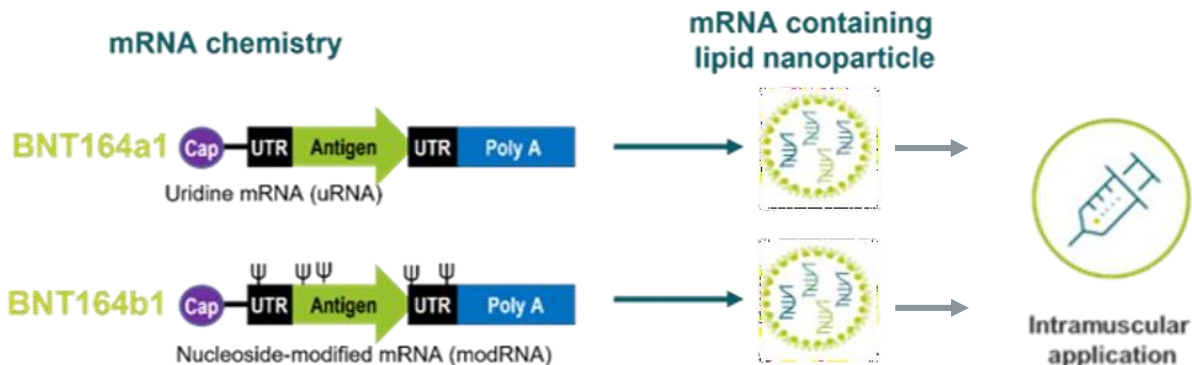 mRNA chemistry
mRNA containing
lipid nanoparticle
BNT164a1
Cap UTR Antigen UTR Poly A
Uridine mRNA (uRNA)
BNT164b1
Ψ Ψ Ψ Ψ Ψ
Cap UTR Antigen UTR Poly A
Nucleoside-modified mRNA (modRNA)
Intramuscular
application